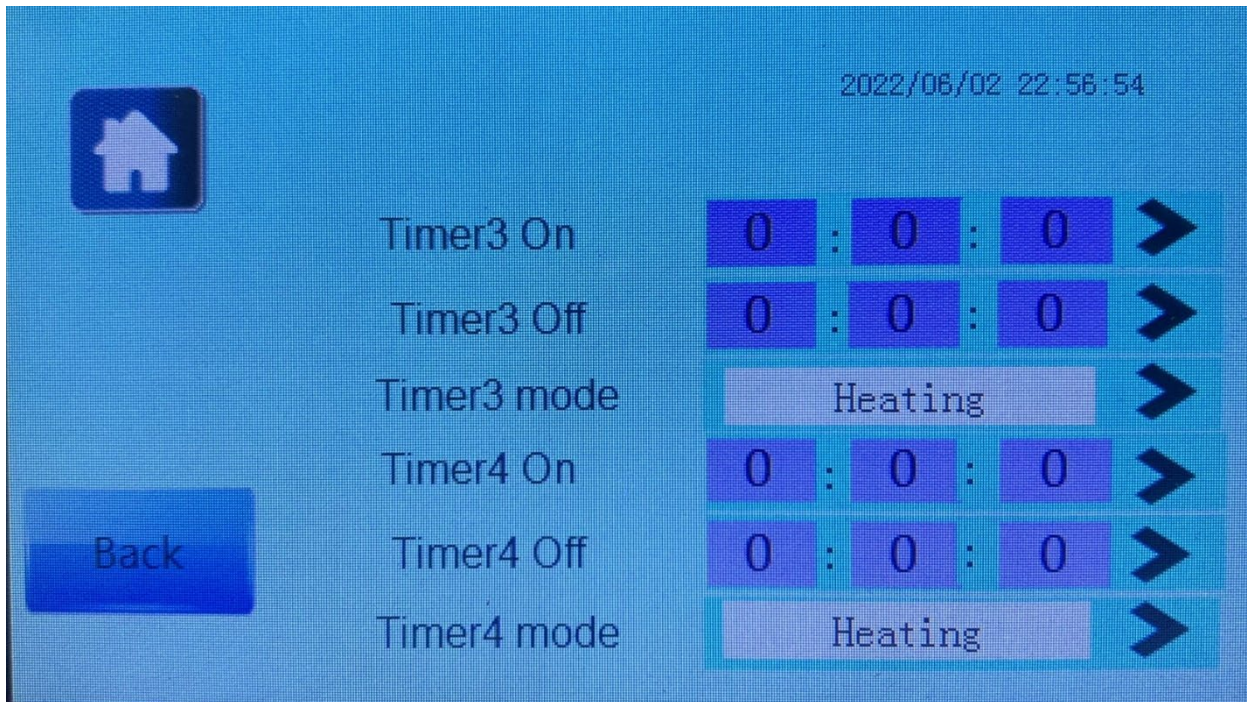 2022/06/02 22:56:54
Timer3 On 0 : 0 : 0
Timer3 Off 0 : 0 : 0
Timer3 mode Heating
Timer4 On 0 : 0 : 0
Timer4 Off 0 : 0 : 0
Back
Timer4 mode Heating